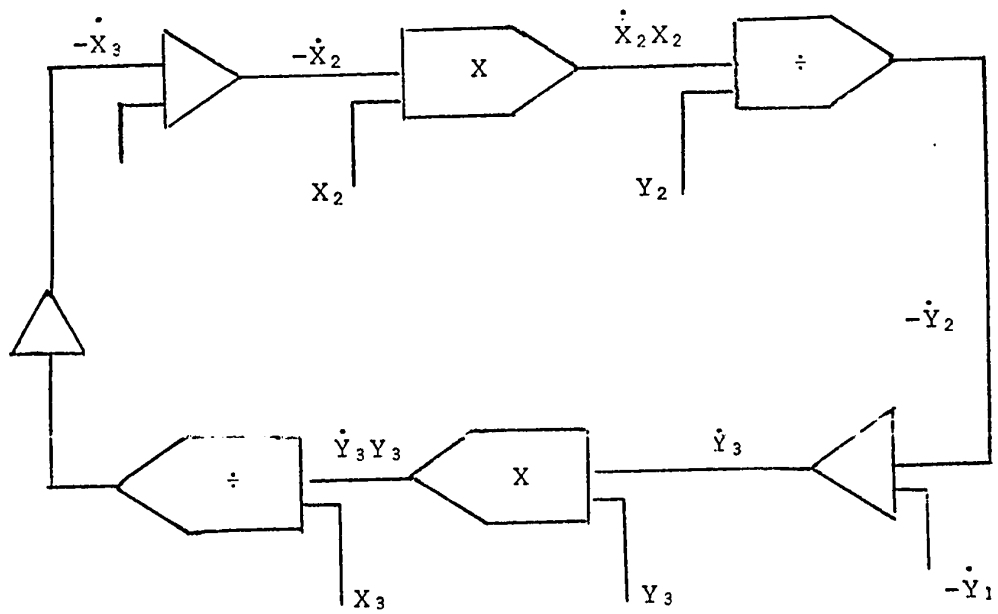 -Ẋ₃
-Ẋ₂
X
Ẋ₂X₂
÷
X₂
Y₂
-Ẏ₂
÷
Ẏ₃Y₃
X
Ẏ₃
X₃
Y₃
-Ẏ₁